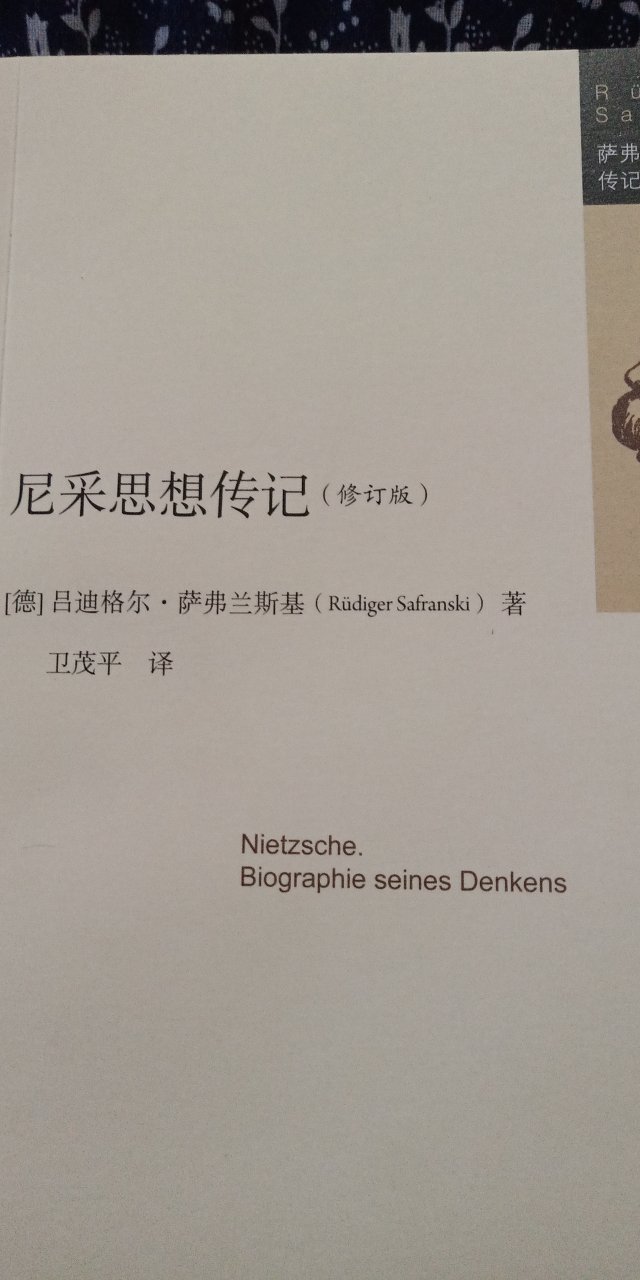 R ü
S a
萨弗
传记
尼采思想传记（修订版）
[德] 吕迪格尔·萨弗兰斯基（Rüdiger Safranski）著
卫茂平 译
Nietzsche.
Biographie seines Denkens